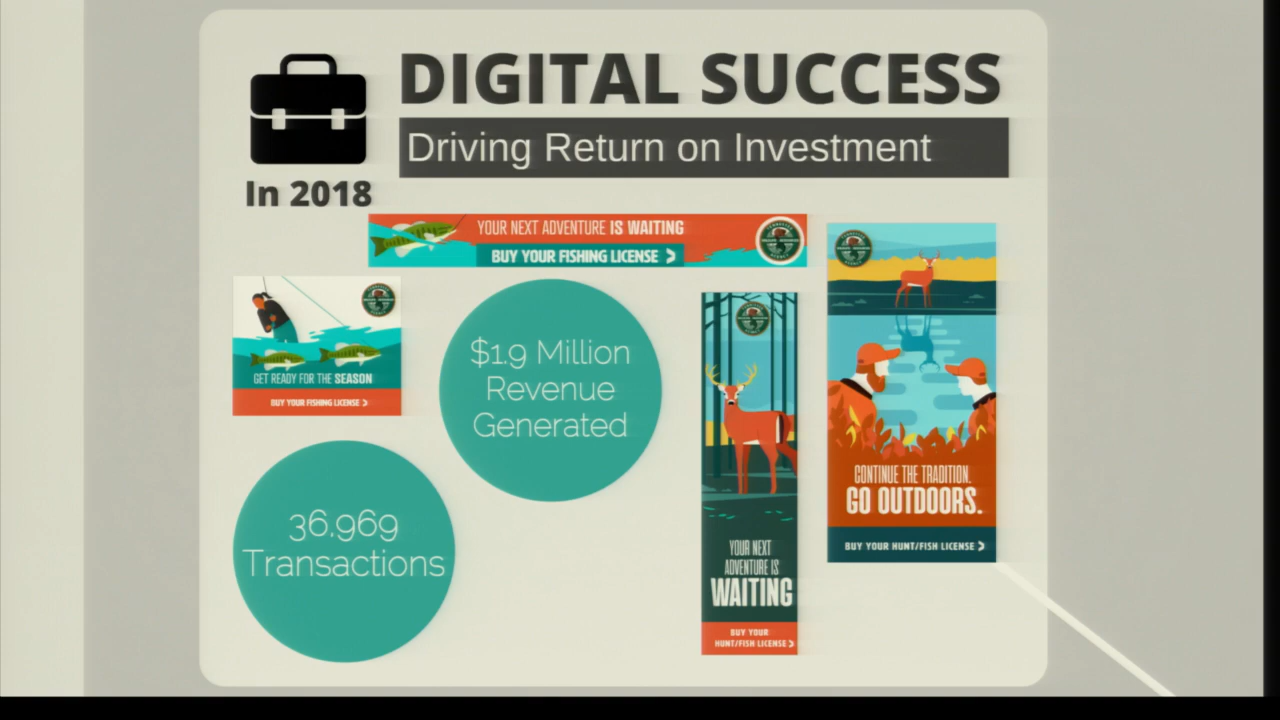 DIGITAL SUCCESS
Driving Return on Investment
In 2018
YOUR NEXT ADVENTURE IS WAITING
BUY YOUR FISHING LICENSE >
GET READY FOR THE SEASON
BUY YOUR FISHING LICENSE >
$1.9 Million
Revenue
Generated
36,969
Transactions
YOUR NEXT
ADVENTURE IS
WAITING
BUY YOUR
HUNT/FISH LICENSE >
CONTINUE THE TRADITION.
GO OUTDOORS.
BUY YOUR HUNT/FISH LICENSE >